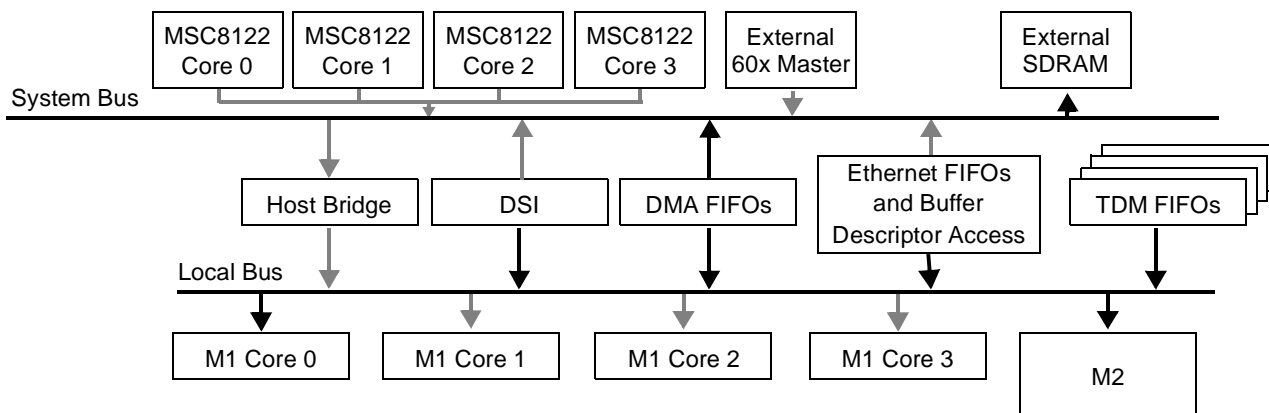 MSC8122
Core 0
MSC8122
Core 1
MSC8122
Core 2
MSC8122
Core 3
External
60x Master
External
SDRAM
System Bus
Host Bridge
DSI
DMA FIFOs
Ethernet FIFOs
and Buffer
Descriptor Access
TDM FIFOs
Local Bus
M1 Core 0
M1 Core 1
M1 Core 2
M1 Core 3
M2